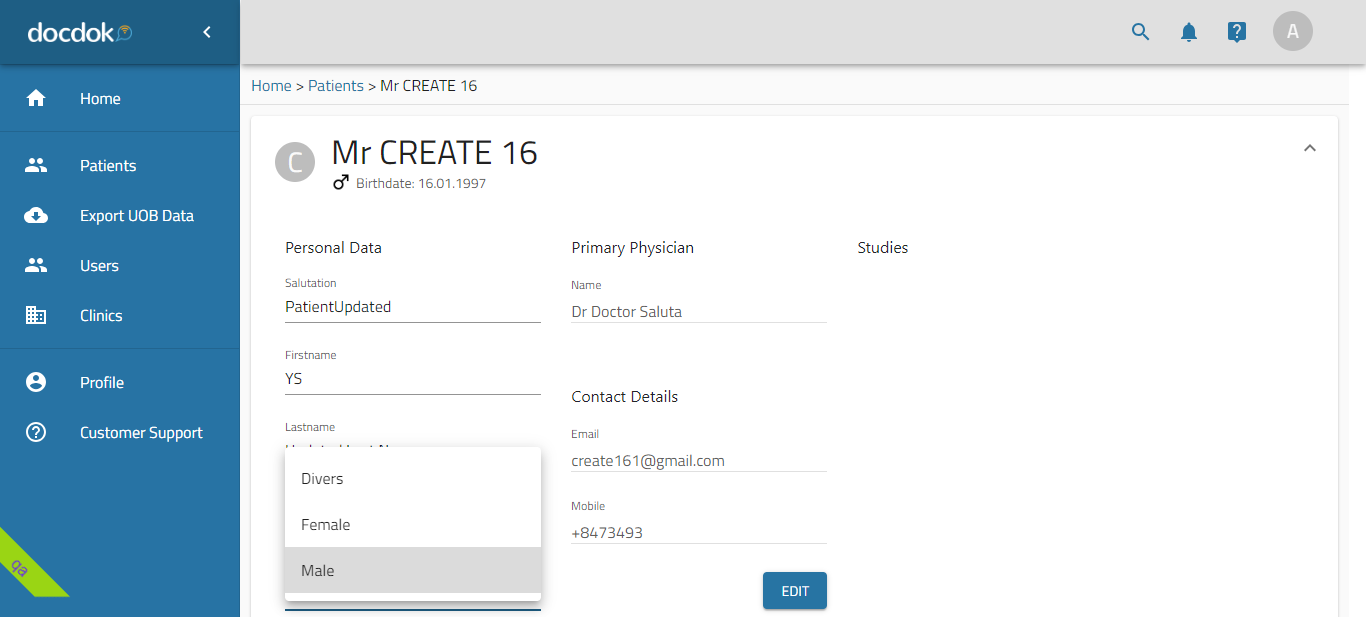 docdok
A
Home
Patients
Export UOB Data
Users
Clinics
Profile
Customer Support
qa
Home > Patients > Mr CREATE 16
C
Mr CREATE 16
Birthdate: 16.01.1997
Personal Data
Salutation
PatientUpdated
Firstname
YS
Lastname
Divers
Female
Male
Primary Physician
Name
Dr Doctor Saluta
Contact Details
Email
create161@gmail.com
Mobile
+8473493
EDIT
Studies